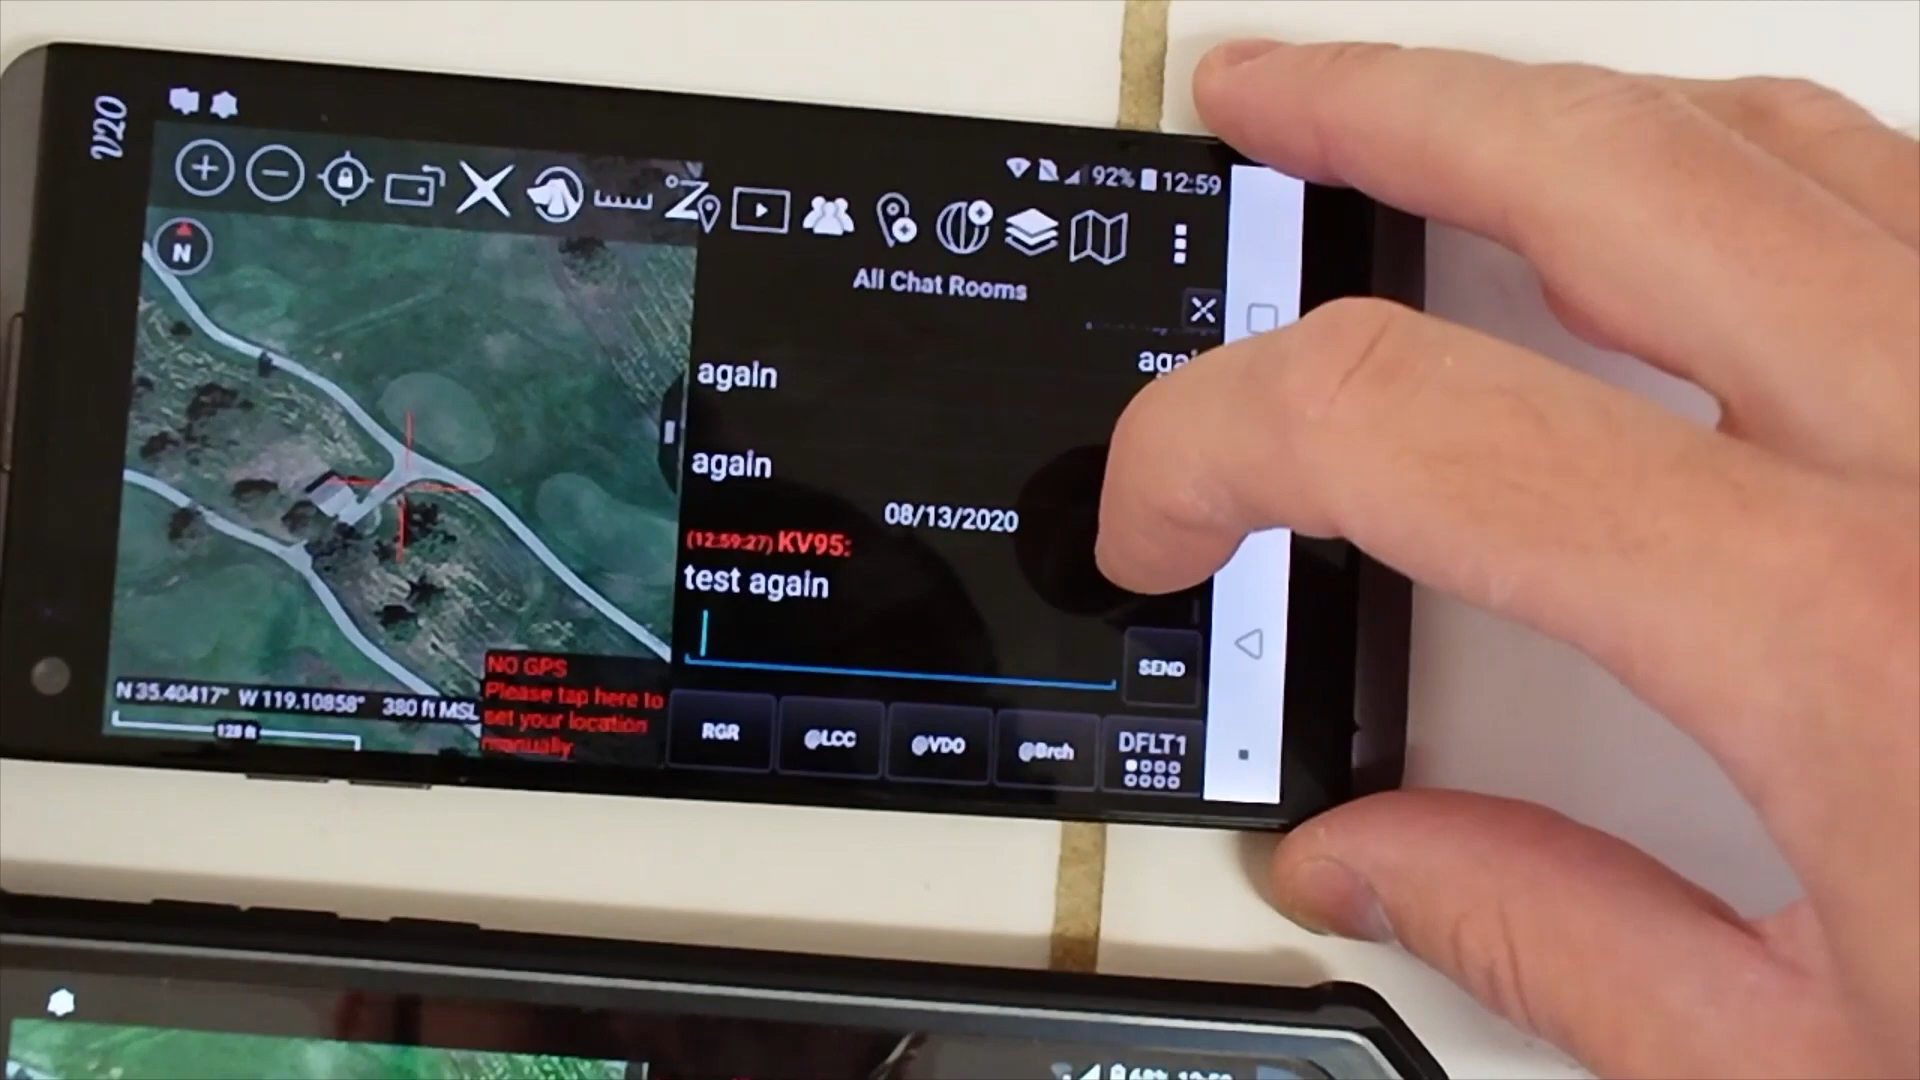 V20
92% 12:59
N
All Chat Rooms
again
again
08/13/2020
(12:59:27) KV95:
test again
SEND
NO GPS
Please tap here to
set your location
manually
N 35.40417° W 119.10858° 380 ft MSL
128 ft
RGR
@LCC
@VDO
@Brch
DFLT1